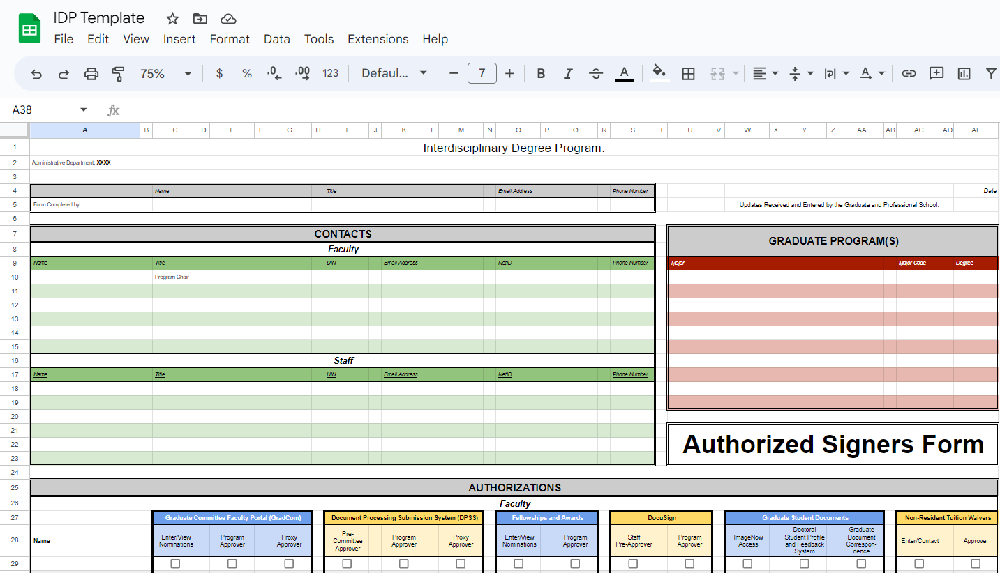 IDP Template
File Edit View Insert Format Data Tools Extensions Help
75% $ % .0 .00 123 Defaul... 7 B I S A A
A38 fx
A B C D E F G H I J K L M N O P Q R S T U V W X Y Z AA AB AC AD AE
1 Interdisciplinary Degree Program:
2 Administrative Department: XXXX
3
4 Name Title Email Address Phone Number Date
5 Form Completed by: Updates Received and Entered by the Graduate and Professional School:
6
7 CONTACTS GRADUATE PROGRAM(S)
8 Faculty
9 Name Title UIN Email Address NetID Phone Number Major Major Code Degree
10 Program Chair
11
12
13
14
15
16 Staff
17 Name Title UIN Email Address NetID Phone Number
18
19
20
21
22 Authorized Signers Form
23
24
25 AUTHORIZATIONS
26 Faculty
27 Graduate Committee Faculty Portal (GradCom) Document Processing Submission System (DPSS) Fellowships and Awards DocuSign Graduate Student Documents Non-Resident Tuition Waivers
28 Name
Enter/View
Nominations
Program
Approver
Proxy
Approver
Pre-
Committee
Approver
Program
Approver
Proxy
Approver
Enter/View
Nominations
Program
Approver
Staff
Pre-Approver
Program
Approver
ImageNow
Access
Doctoral
Student Profile
and Feedback
System
Graduate
Document
Correspon-
dence
Enter/Contact
Approver
29